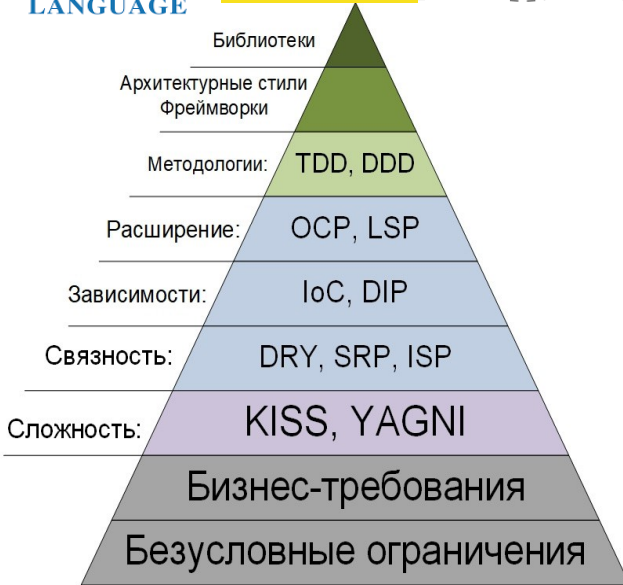 LANGUAGE
Библиотеки
Архитектурные стили
Фреймворки
Методологии: TDD, DDD
Расширение: OCP, LSP
Зависимости: IoC, DIP
Связность: DRY, SRP, ISP
Сложность: KISS, YAGNI
Бизнес-требования
Безусловные ограничения